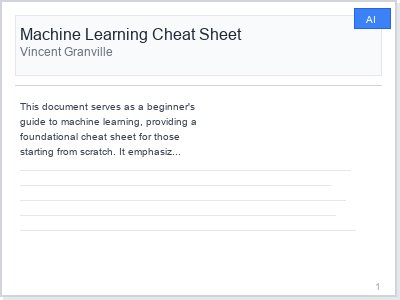 AI
Machine Learning Cheat Sheet
Vincent Granville
This document serves as a beginner's
guide to machine learning, providing a
foundational cheat sheet for those
starting from scratch. It emphasiz...
1